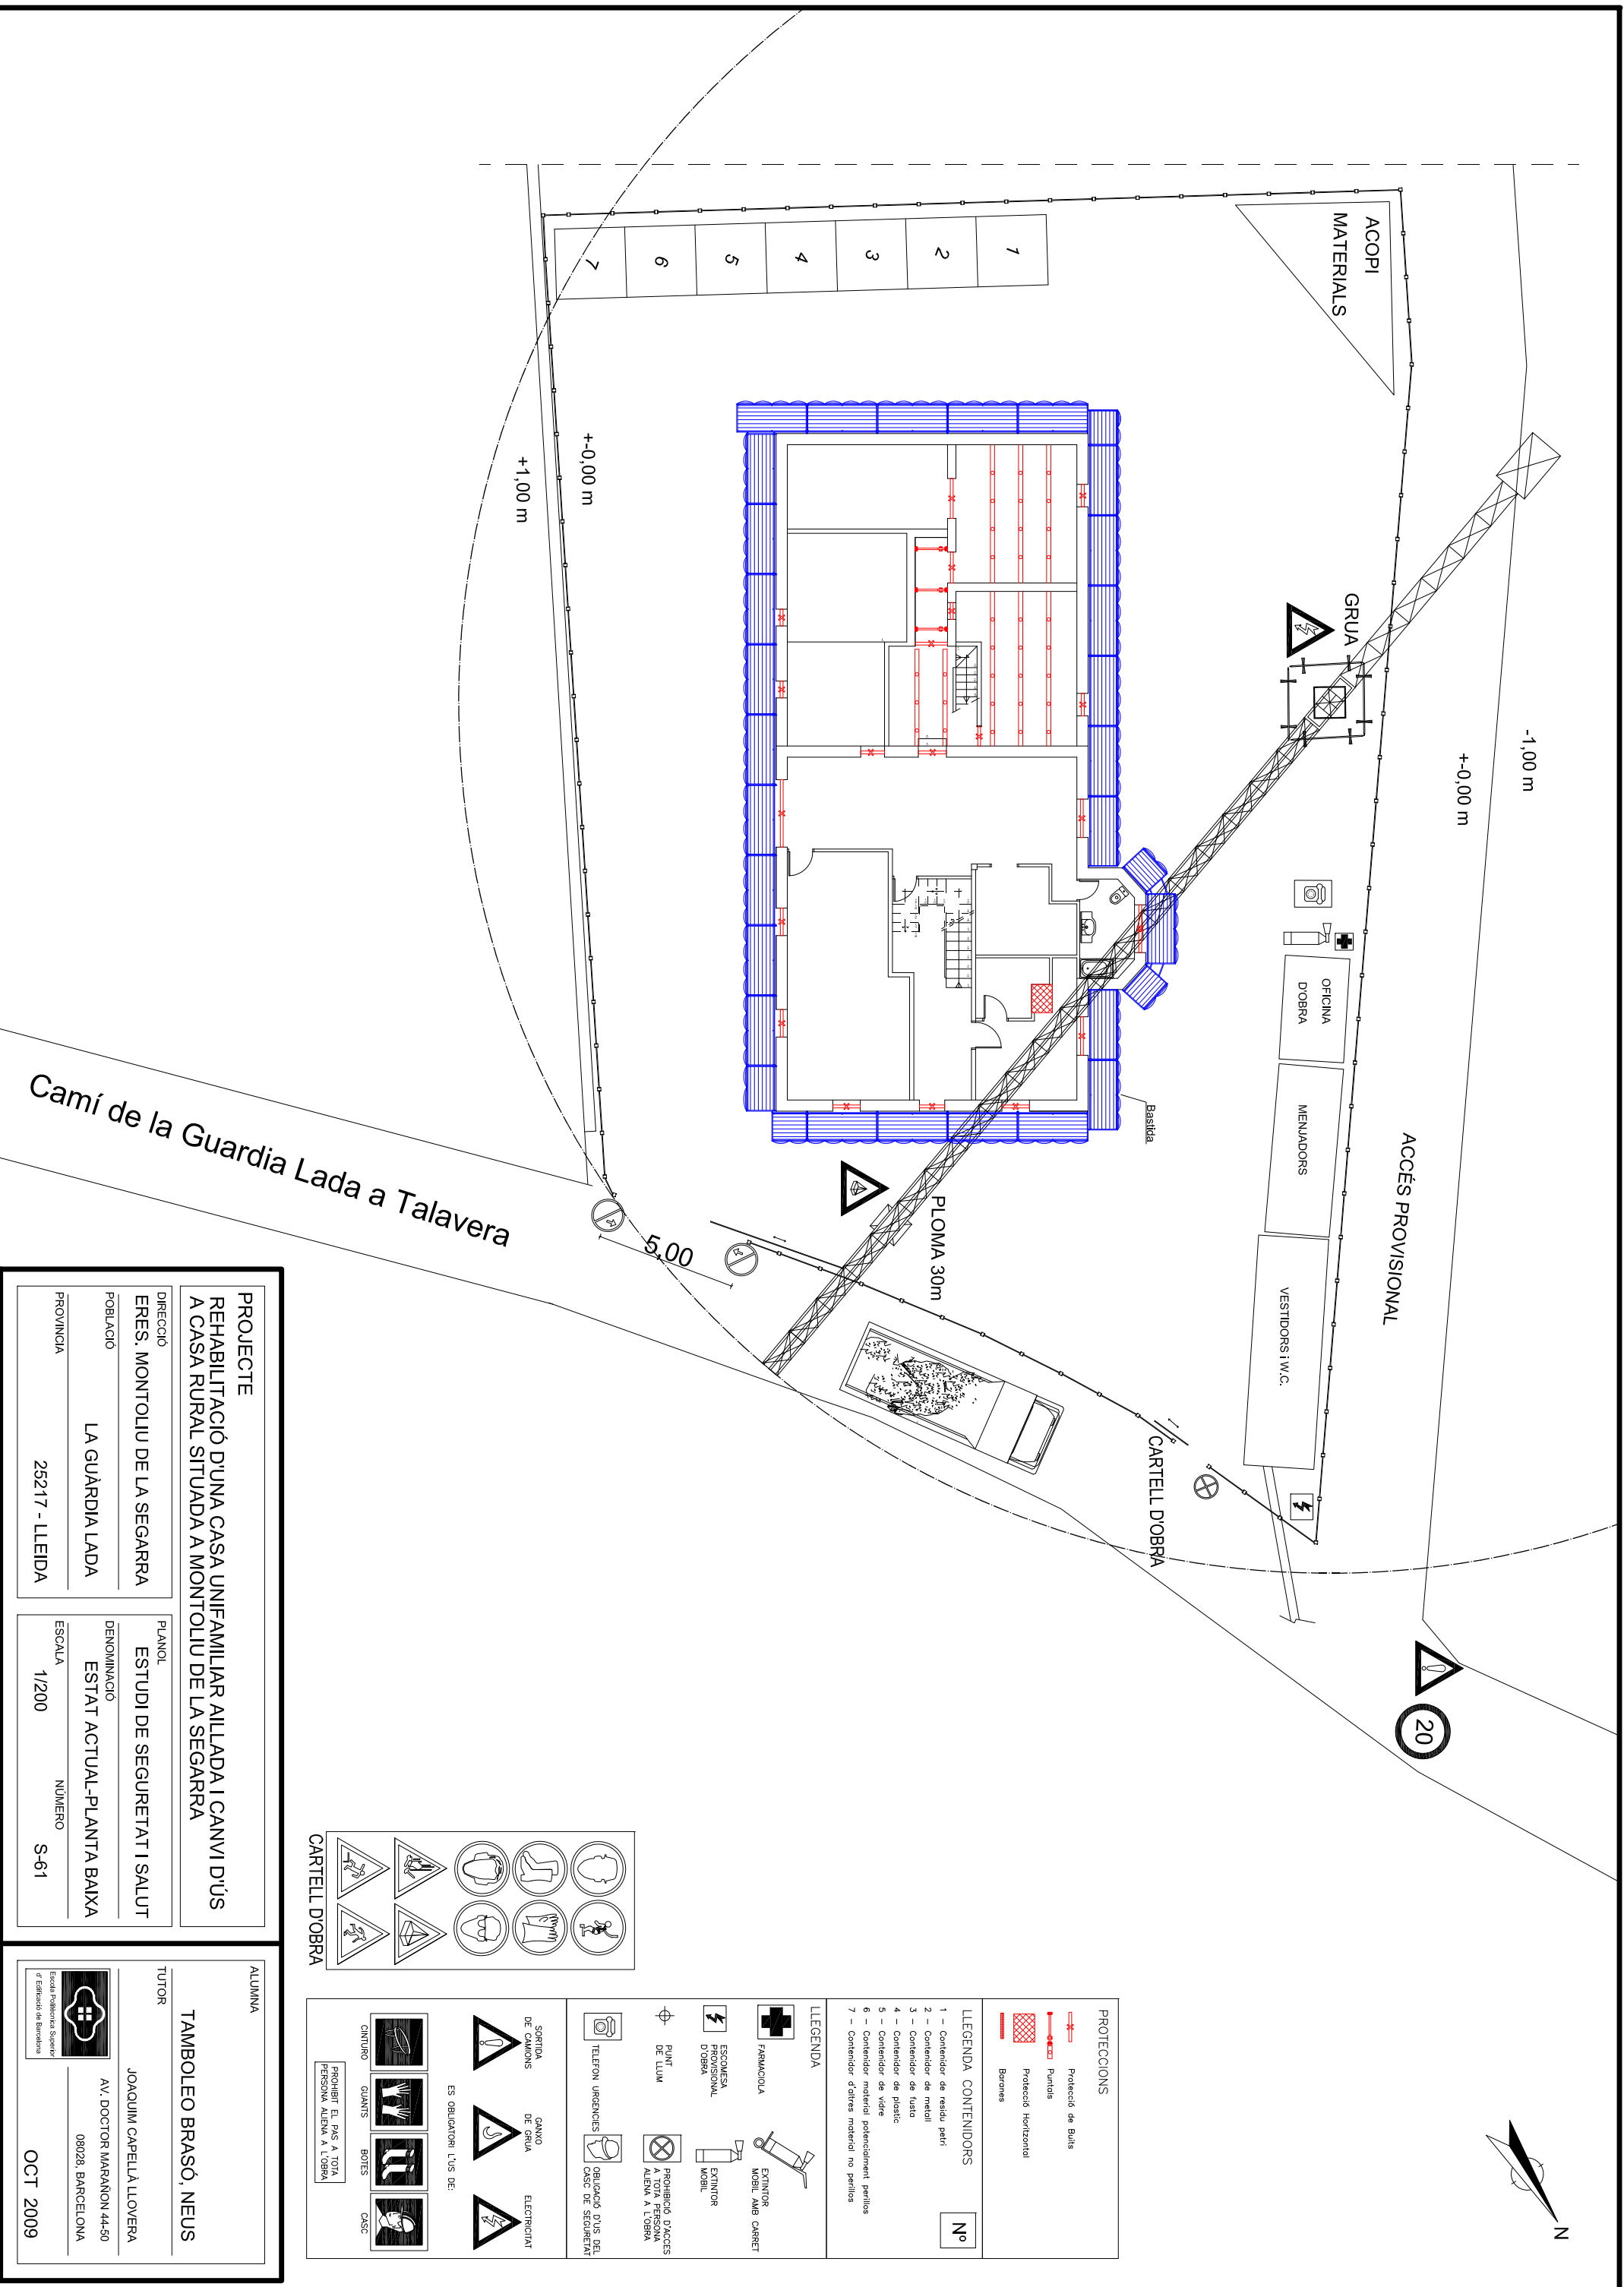 ACOPI
MATERIALS
1
2
3
4
5
6
7
+-0,00 m
+1,00 m
GRUA
-1,00 m
+-0,00 m
OFICINA
D'OBRA
MENJADORS
VESTIDORS i W.C.
ACCÉS PROVISIONAL
Bastida
PLOMA 30m
5,00
CARTELL D'OBRA
Camí de la Guardia Lada a Talavera
20
N
CARTELL D'OBRA
PROTECCIONS
Protecció de Buits
Puntals
Protecció Horitzontal
Baranes
LLEGENDA CONTENIDORS
Nº
1 - Contenidor de residu petri
2 - Contenidor de metall
3 - Contenidor de fusta
4 - Contenidor de plastic
5 - Contenidor de vidre
6 - Contenidor material potencialment perillos
7 - Contenidor d'altres material no perillos
LLEGENDA
FARMACIOLA
EXTINTOR
MOBIL AMB CARRET
ESCOMESA
PROVISIONAL
D'OBRA
EXTINTOR
MOBIL
PUNT
DE LLUM
PROHIBICIÓ D'ACCES
A TOTA PERSONA
ALIENA A L'OBRA
TELEFON URGENCIES
OBLIGACIÓ D'US DEL
CASC DE SEGURETAT
SORTIDA
DE CAMIONS
GANXO
DE GRUA
ELECTRICITAT
ES OBLIGATORI L'US DE:
CINTURO
GUANTS
BOTES
CASC
PROHIBIT EL PAS A TOTA
PERSONA ALIENA A L'OBRA
PROJECTE
REHABILITACIÓ D'UNA CASA UNIFAMILIAR AILLADA I CANVI D'ÚS
A CASA RURAL SITUADA A MONTOLIU DE LA SEGARRA
DIRECCIÓ
ERES. MONTOLIU DE LA SEGARRA
POBLACIÓ
LA GUÀRDIA LADA
PROVINCIA
25217 - LLEIDA
PLANOL
ESTUDI DE SEGURETAT I SALUT
DENOMINACIÓ
ESTAT ACTUAL-PLANTA BAIXA
ESCALA
1/200
NÚMERO
S-61
ALUMNA
TAMBOLEO BRASÓ, NEUS
TUTOR
JOAQUIM CAPELLÀ LLOVERA
AV. DOCTOR MARAÑON 44-50
08028, BARCELONA
Escola Politècnica Superior
d' Edificació de Barcelona
OCT 2009